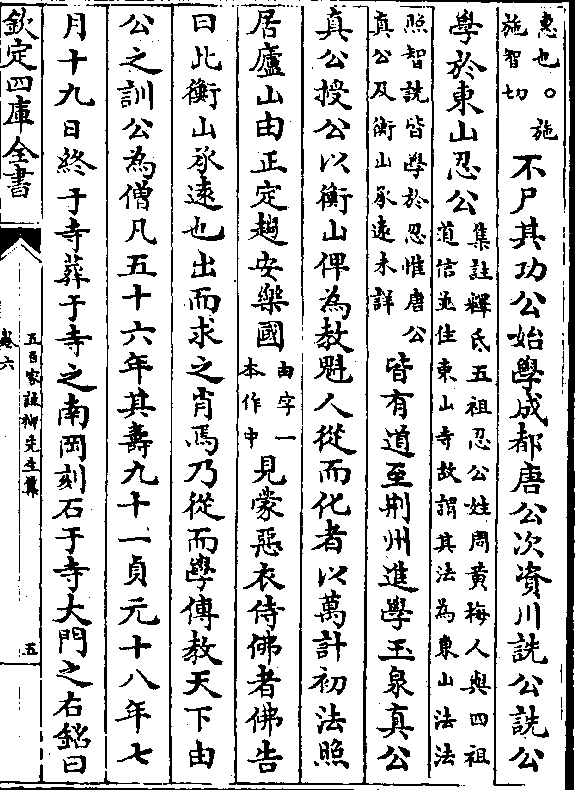 惠也○施
施智切
不尸其功公始學成都唐公次資川詵公詵公
學於東山忍公
集註釋氏五祖忍公姓周黄梅人與四祖
道信並住東山寺故謂其法為東山法法
照智詵皆學於忍惟唐公
真公及衡山承遠未詳
皆有道至荆州進學玉泉真公
真公授公以衡山俾為教魁人從而化者以萬計初法照
居廬山由正定趨安樂國
由字一
本作中
見蒙惡衣侍佛者佛告
曰此衡山承遠也出而求之肖焉乃從而學傳教天下由
公之訓公為僧凡五十六年其壽九十一貞元十八年七
月十九日終于寺葬于寺之南岡刻石于寺大門之右銘曰
欽定四庫全書
卷六
五百家註柳先生集
五